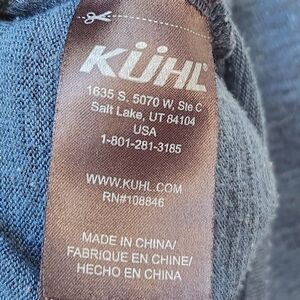 KÜHL
1635 S. 5070 W, Ste C
Salt Lake, UT 84104
USA
1-801-281-3185
WWW.KUHL.COM
RN#108846
MADE IN CHINA/
FABRIQUE EN CHINE/
HECHO EN CHINA